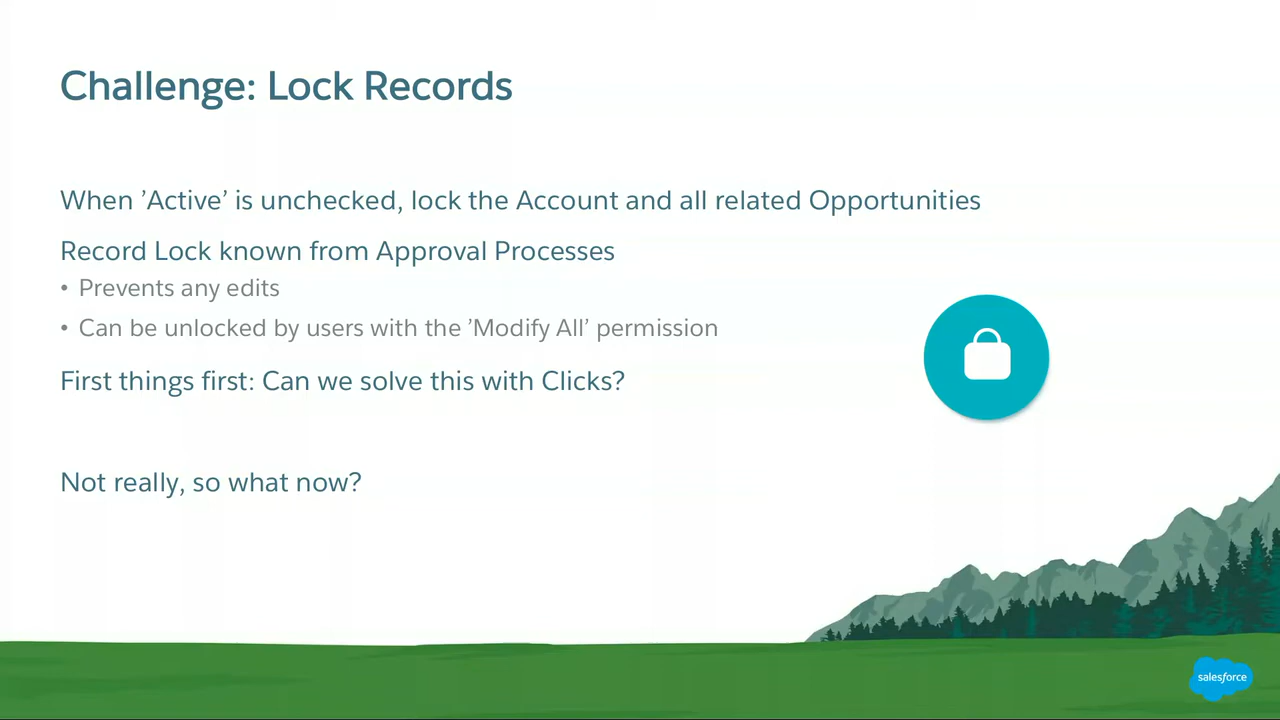 Challenge: Lock Records
When ’Active’ is unchecked, lock the Account and all related Opportunities
Record Lock known from Approval Processes
• Prevents any edits
• Can be unlocked by users with the ’Modify All’ permission
First things first: Can we solve this with Clicks?
Not really, so what now?
salesforce